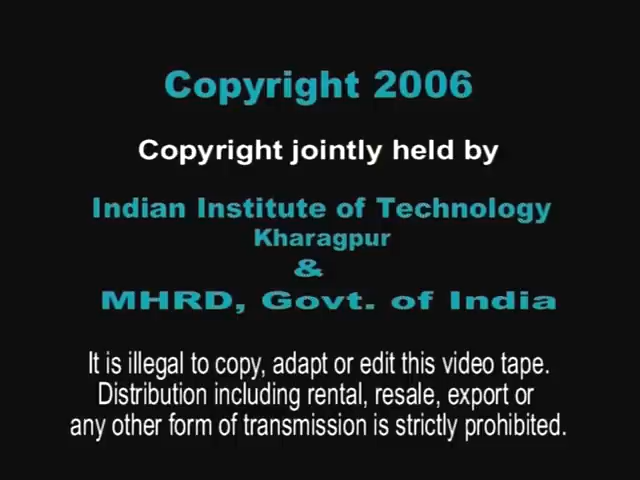 Copyright 2006
Copyright jointly held by
Indian Institute of Technology
Kharagpur
&
MHRD, Govt. of India
It is illegal to copy, adapt or edit this video tape.
Distribution including rental, resale, export or
any other form of transmission is strictly prohibited.